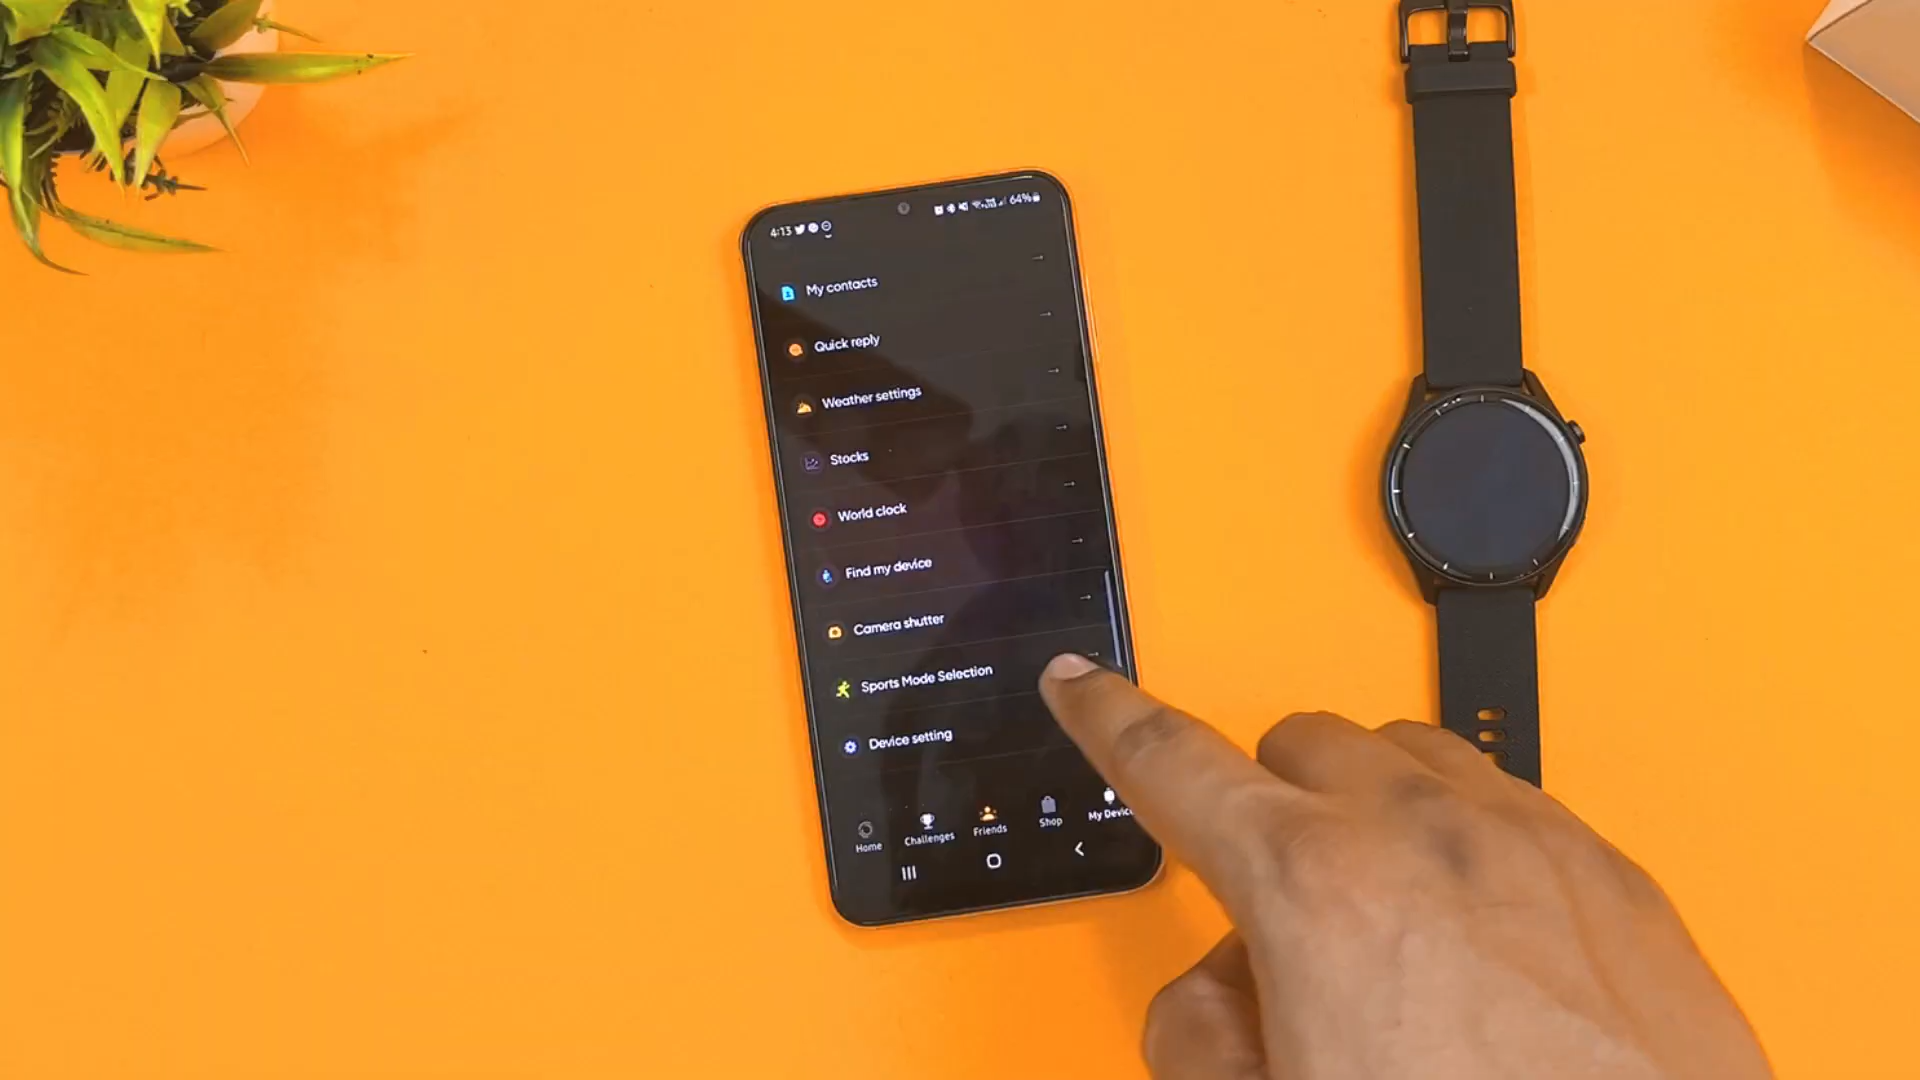 4:13
64%
My contacts
Quick reply
Weather settings
Stocks
World clock
Find my device
Camera shutter
Sports Mode Selection
Device setting
Home
Challenges
Friends
Shop
My Devic